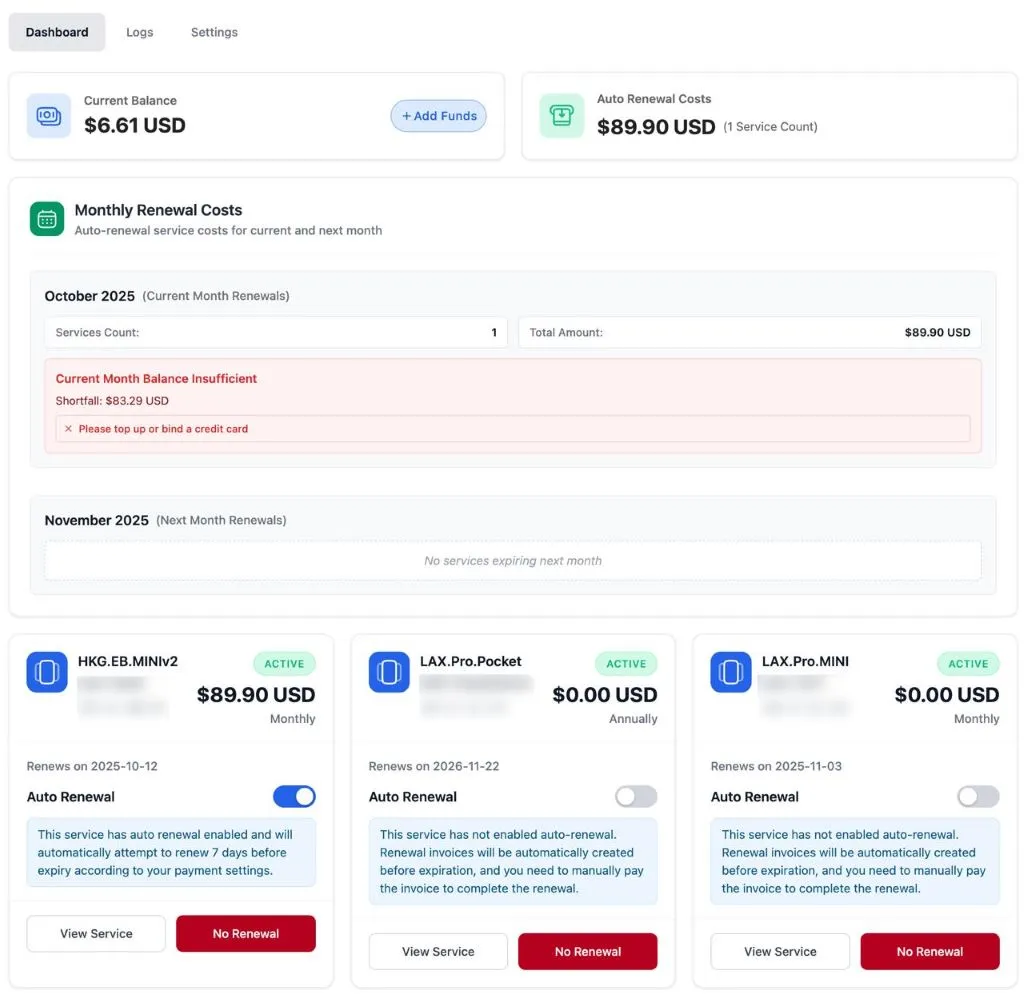 Dashboard
Logs
Settings
Current Balance
$6.61 USD
+ Add Funds
Auto Renewal Costs
$89.90 USD (1 Service Count)
Monthly Renewal Costs
Auto-renewal service costs for current and next month
October 2025 (Current Month Renewals)
Services Count: 1
Total Amount: $89.90 USD
Current Month Balance Insufficient
Shortfall: $83.29 USD
× Please top up or bind a credit card
November 2025 (Next Month Renewals)
No services expiring next month
HKG.EB.MINIv2
ACTIVE
$89.90 USD
Monthly
Renews on 2025-10-12
Auto Renewal
This service has auto renewal enabled and will
automatically attempt to renew 7 days before
expiry according to your payment settings.
View Service
No Renewal
LAX.Pro.Pocket
ACTIVE
$0.00 USD
Annually
Renews on 2026-11-22
Auto Renewal
This service has not enabled auto-renewal.
Renewal invoices will be automatically created
before expiration, and you need to manually pay
the invoice to complete the renewal.
View Service
No Renewal
LAX.Pro.MINI
ACTIVE
$0.00 USD
Monthly
Renews on 2025-11-03
Auto Renewal
This service has not enabled auto-renewal.
Renewal invoices will be automatically created
before expiration, and you need to manually pay
the invoice to complete the renewal.
View Service
No Renewal